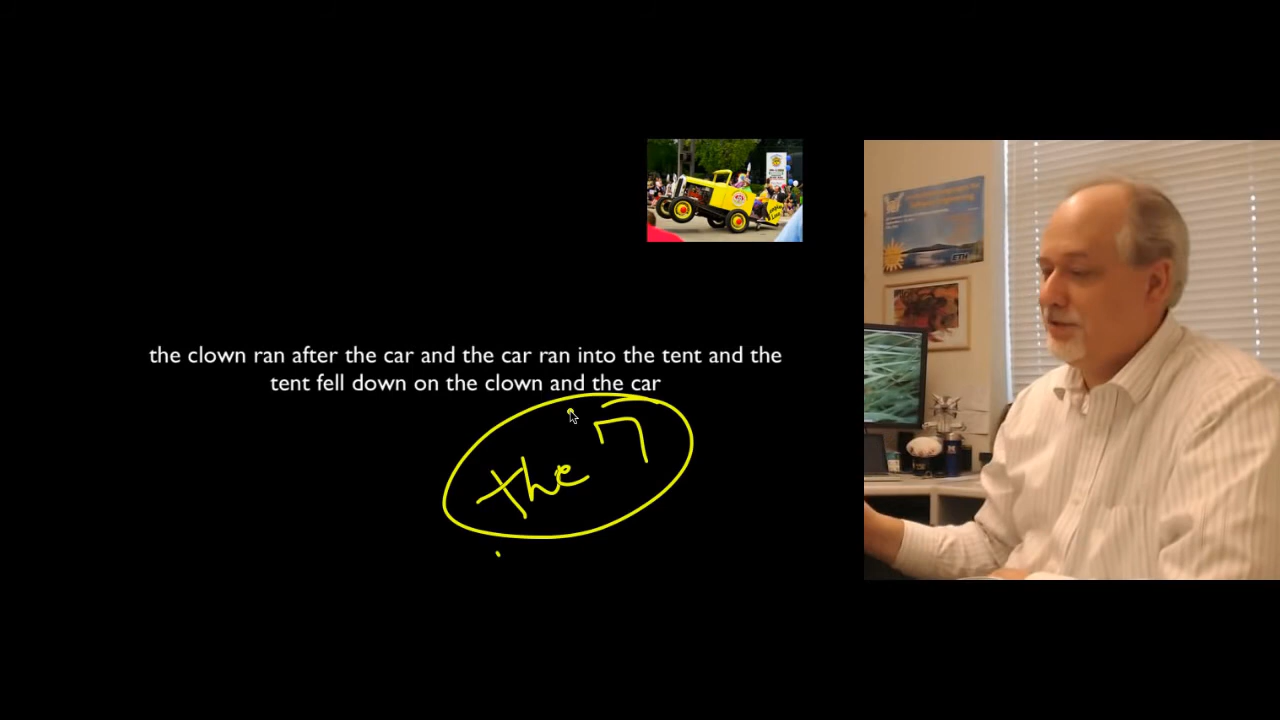 the clown ran after the car and the car ran into the tent and the
tent fell down on the clown and the car
the 7
ETH